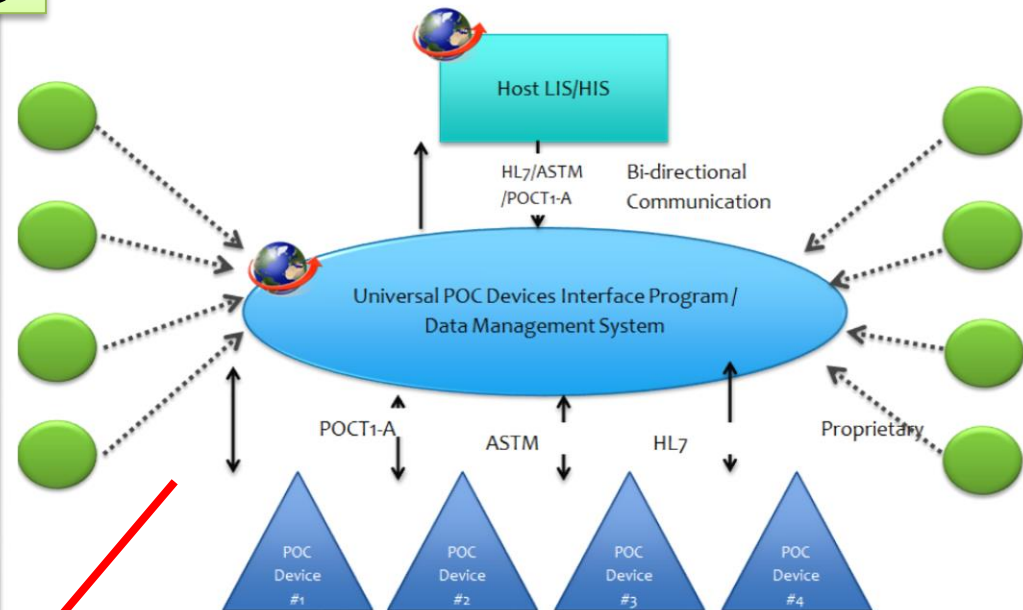 Host LIS/HIS
HL7/ASTM
/POCT1-A
Bi-directional
Communication
Universal POC Devices Interface Program /
Data Management System
POCT1-A
ASTM
HL7
Proprietary
POC
Device
#1
POC
Device
#2
POC
Device
#3
POC
Device
#4